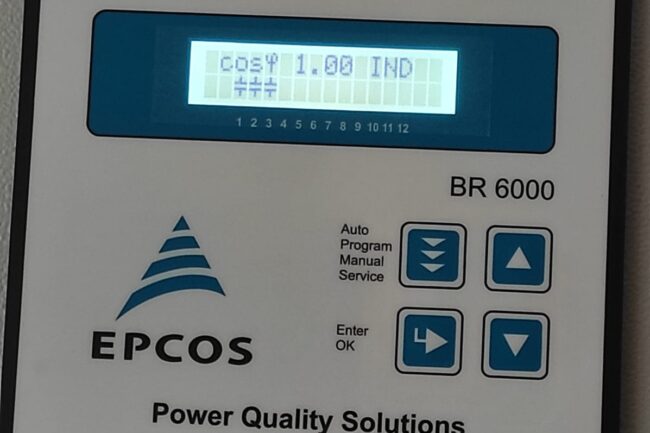 cosφ 1.00 IND
1 2 3 4 5 6 7 8 9 10 11 12
BR 6000
Auto
Program
Manual
Service
Enter
OK
EPCOS
Power Quality Solutions